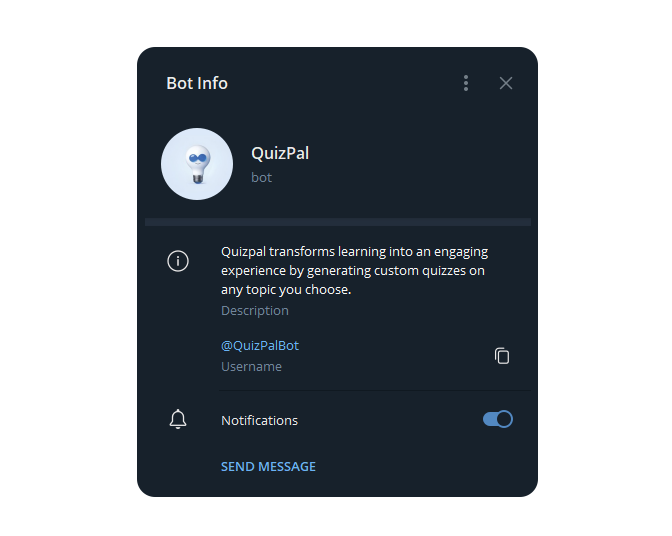 Bot Info
QuizPal
bot
Quizpal transforms learning into an engaging
experience by generating custom quizzes on
any topic you choose.
Description
@QuizPalBot
Username
Notifications
SEND MESSAGE